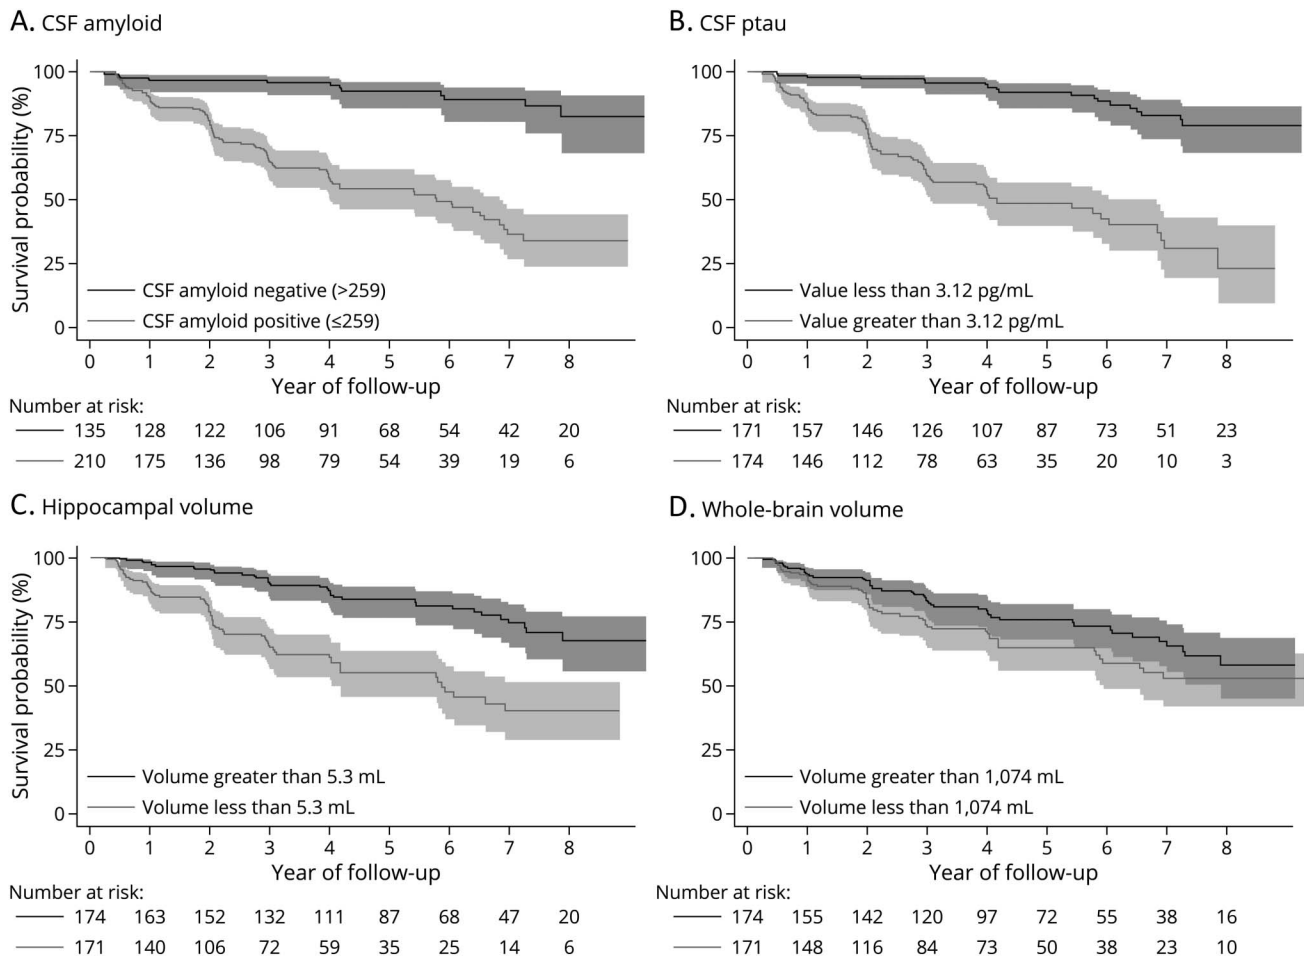 A. CSF amyloid
Survival probability (%)
100
75
50
25
0
CSF amyloid negative (>259)
CSF amyloid positive (≤259)
0 1 2 3 4 5 6 7 8
Year of follow-up
Number at risk:
135 128 122 106 91 68 54 42 20
210 175 136 98 79 54 39 19 6
B. CSF ptau
100
75
50
25
0
Value less than 3.12 pg/mL
Value greater than 3.12 pg/mL
0 1 2 3 4 5 6 7 8
Year of follow-up
Number at risk:
171 157 146 126 107 87 73 51 23
174 146 112 78 63 35 20 10 3
C. Hippocampal volume
Survival probability (%)
100
75
50
25
0
Volume greater than 5.3 mL
Volume less than 5.3 mL
0 1 2 3 4 5 6 7 8
Year of follow-up
Number at risk:
174 163 152 132 111 87 68 47 20
171 140 106 72 59 35 25 14 6
D. Whole-brain volume
100
75
50
25
0
Volume greater than 1,074 mL
Volume less than 1,074 mL
0 1 2 3 4 5 6 7 8
Year of follow-up
Number at risk:
174 155 142 120 97 72 55 38 16
171 148 116 84 73 50 38 23 10